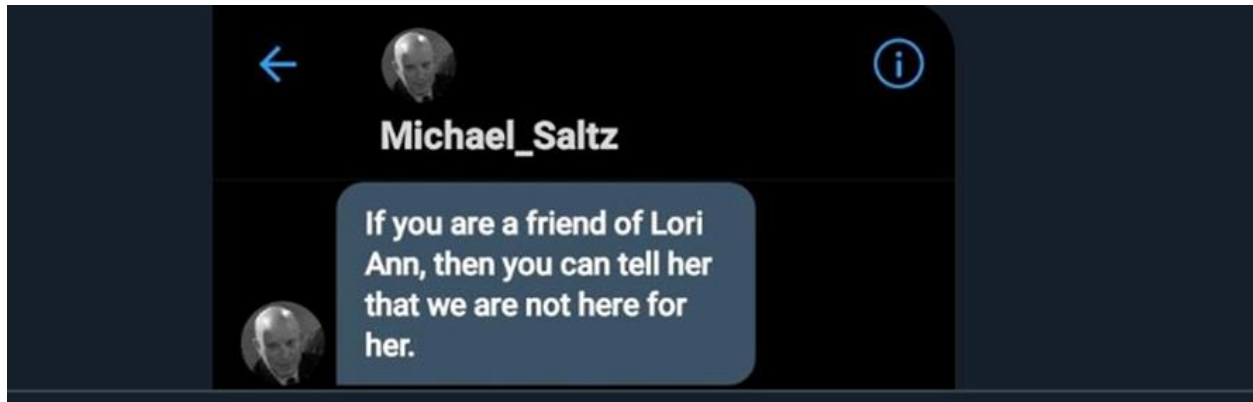 Michael_Saltz
If you are a friend of Lori
Ann, then you can tell her
that we are not here for
her.